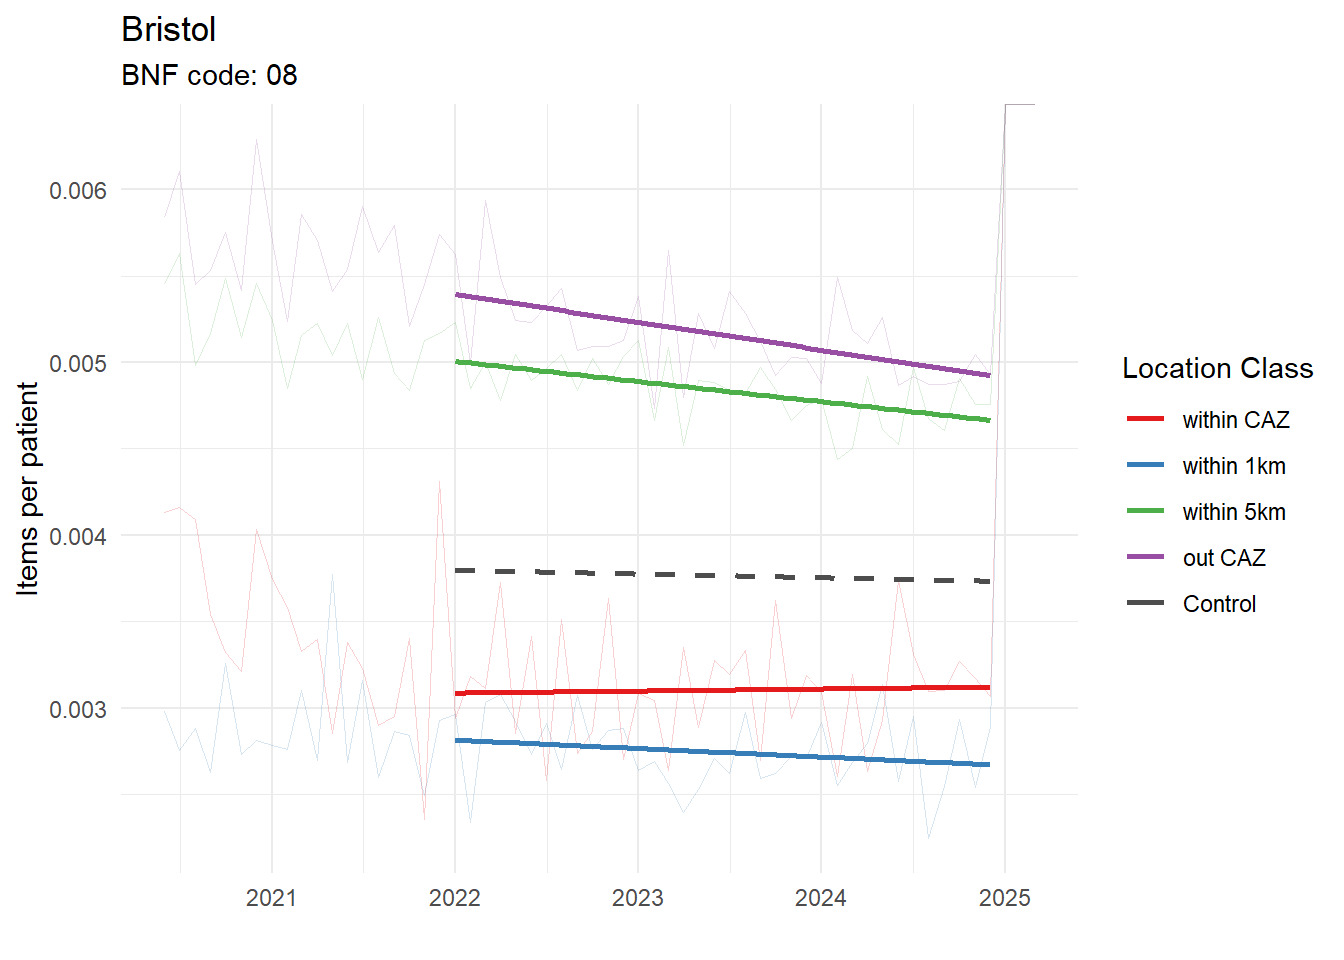 Bristol
BNF code: 08
Items per patient
0.006
0.005
0.004
0.003
2021
2022
2023
2024
2025
Location Class
within CAZ
within 1km
within 5km
out CAZ
Control